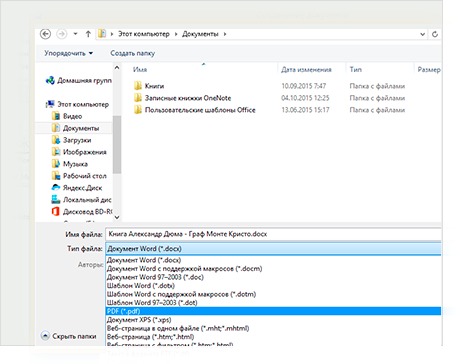 Этот компьютер ▸ Документы ▸
Упорядочить Создать папку
Имя Дата изменения Тип Размер
Домашняя групп
Этот компьютер
Видео
Документы
Загрузки
Изображения
Музыка
Рабочий стол
Яндекс.Диск
Локальный диск
Дисковод BD-RO
Книги 10.09.2015 7:47 Папка с файлами
Записные книжки OneNote 04.10.2015 12:25 Папка с файлами
Пользовательские шаблоны Office 13.06.2015 15:17 Папка с файлами
Имя файла: Книга Александр Дюма - Граф Монте Кристо.docx
Тип файла: Документ Word (*.docx)
Авторы:
Документ Word (*.docx)
Документ Word с поддержкой макросов (*.docm)
Документ Word 97–2003 (*.doc)
Шаблон Word (*.dotx)
Шаблон Word с поддержкой макросов (*.dotm)
Шаблон Word 97–2003 (*.dot)
PDF (*.pdf)
Документ XPS (*.xps)
Веб-страница в одном файле (*.mht;*.mhtml)
Веб-страница (*.htm;*.html)
Веб-страница с фильтром (*.htm;*.html)
Скрыть папки